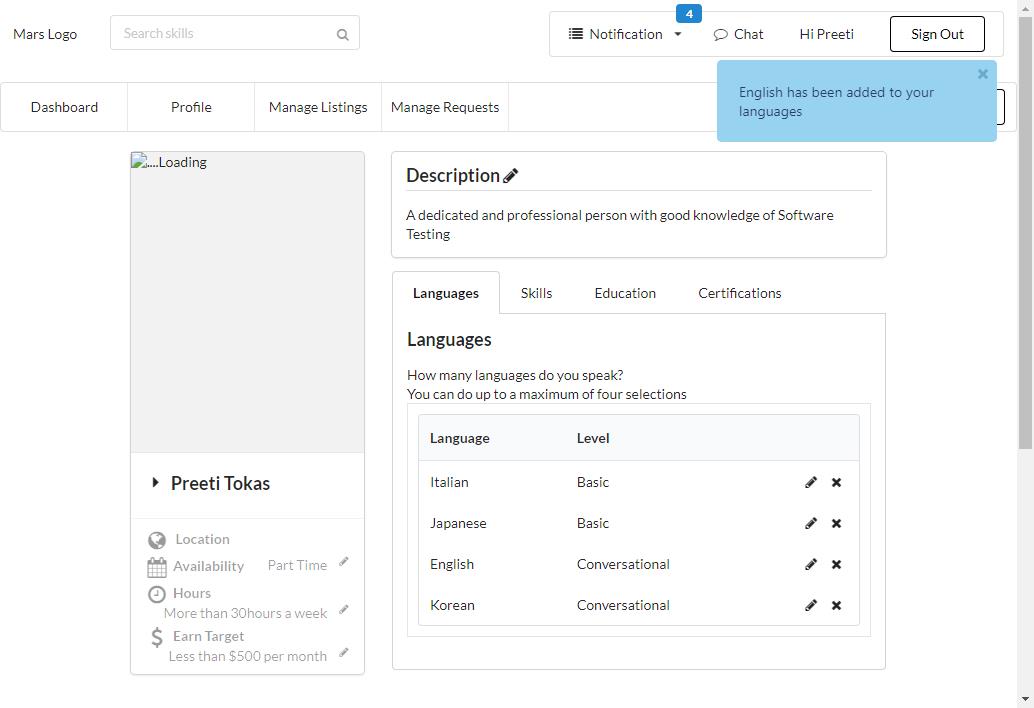 Mars Logo
Search skills
4
Notification
Chat
Hi Preeti
Sign Out
English has been added to your
languages
Dashboard
Profile
Manage Listings
Manage Requests
....Loading
Preeti Tokas
Location
Availability Part Time
Hours
More than 30hours a week
Earn Target
Less than $500 per month
Description
A dedicated and professional person with good knowledge of Software
Testing
Languages Skills Education Certifications
Languages
How many languages do you speak?
You can do up to a maximum of four selections
Language Level
Italian Basic
Japanese Basic
English Conversational
Korean Conversational